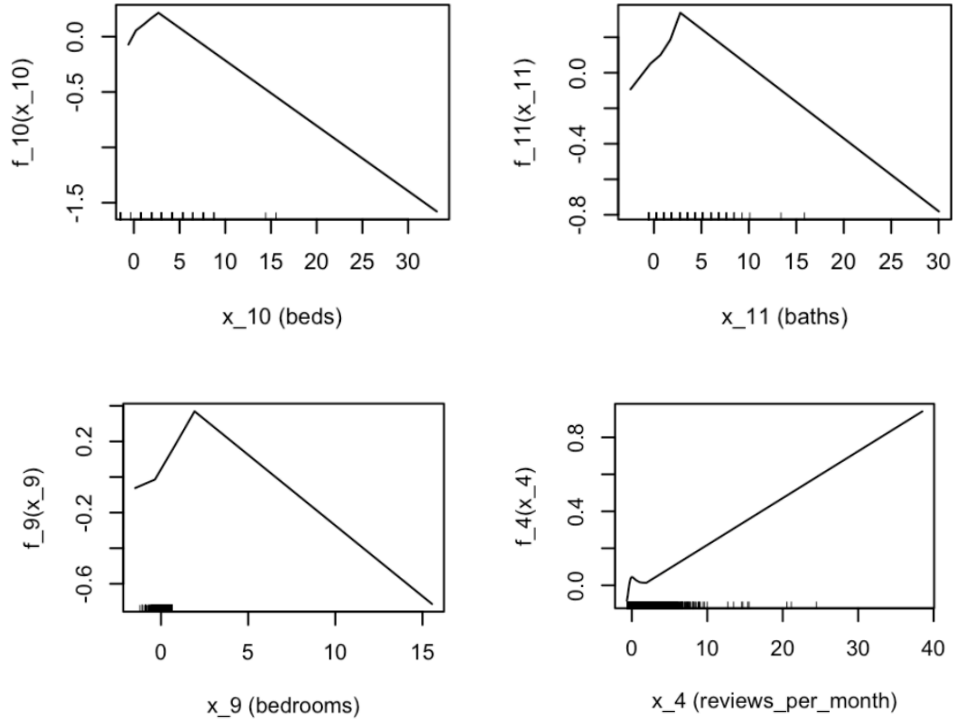 f_10(x_10)
0.0
-0.5
-1.5
0 5 10 15 20 25 30
x_10 (beds)
f_11(x_11)
0.0
-0.4
-0.8
0 5 10 15 20 25 30
x_11 (baths)
f_9(x_9)
0.2
-0.2
-0.6
0 5 10 15
x_9 (bedrooms)
f_4(x_4)
0.8
0.4
0.0
0 10 20 30 40
x_4 (reviews_per_month)